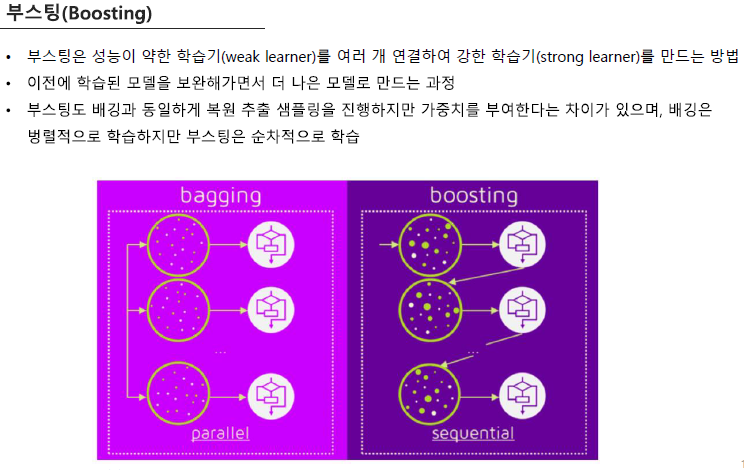 부스팅(Boosting)
• 부스팅은 성능이 약한 학습기(weak learner)를 여러 개 연결하여 강한 학습기(strong learner)를 만드는 방법
• 이전에 학습된 모델을 보완해가면서 더 나은 모델로 만드는 과정
• 부스팅도 배깅과 동일하게 복원 추출 샘플링을 진행하지만 가중치를 부여한다는 차이가 있으며, 배깅은
벙렬적으로 학습하지만 부스팅은 순차적으로 학습
bagging
boosting
...
...
parallel
sequential
1